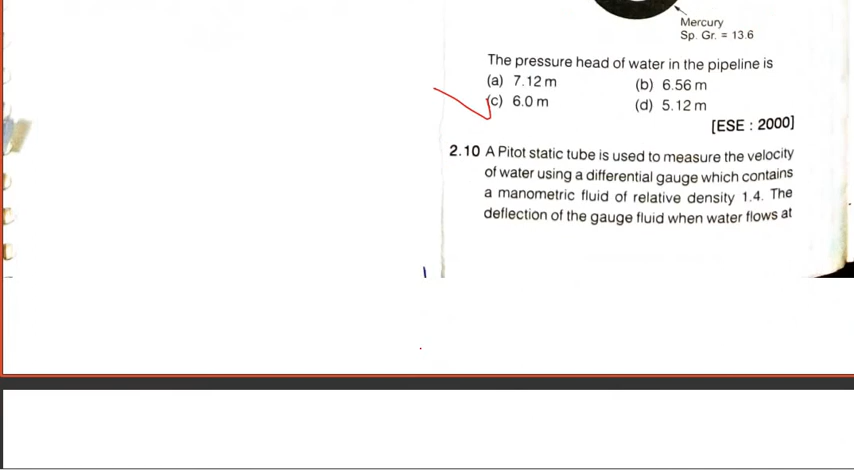 Mercury
Sp. Gr. = 13.6
The pressure head of water in the pipeline is
(a) 7.12 m (b) 6.56 m
(c) 6.0 m (d) 5.12 m
[ESE : 2000]
2.10 A Pitot static tube is used to measure the velocity
of water using a differential gauge which contains
a manometric fluid of relative density 1.4. The
deflection of the gauge fluid when water flows at